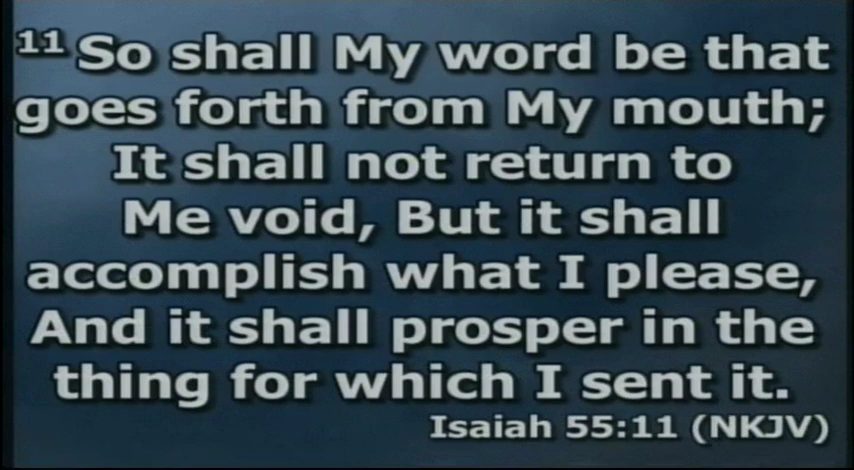 11 So shall My word be that
goes forth from My mouth;
It shall not return to
Me void, But it shall
accomplish what I please,
And it shall prosper in the
thing for which I sent it.
Isaiah 55:11 (NKJV)